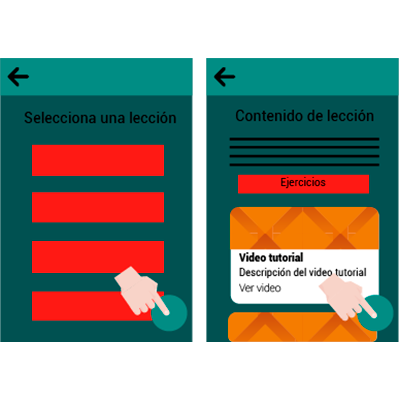 Selecciona una lección
Contenido de lección
Ejercicios
Video tutorial
Descripción del video tutorial
Ver video